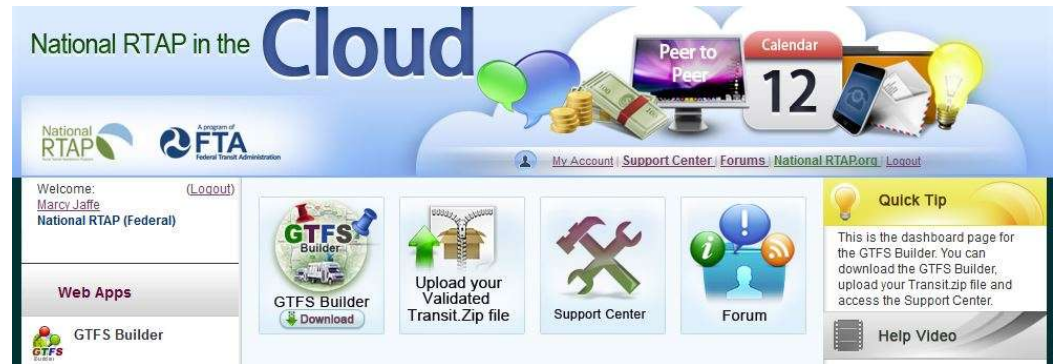 National RTAP in the Cloud
Peer to
Peer
Calendar
12
National
RTAP
A program of
FTA
Federal Transit Administration
My Account | Support Center | Forums | National RTAP.org | Logout
Welcome: (Logout)
Marcy Jaffe
National RTAP (Federal)
Web Apps
GTFS Builder
GTFS
Builder
GTFS
Builder
GTFS Builder
Download
Upload your
Validated
Transit.Zip file
Support Center
Forum
Quick Tip
This is the dashboard page for
the GTFS Builder. You can
download the GTFS Builder,
upload your Transit.zip file and
access the Support Center.
Help Video